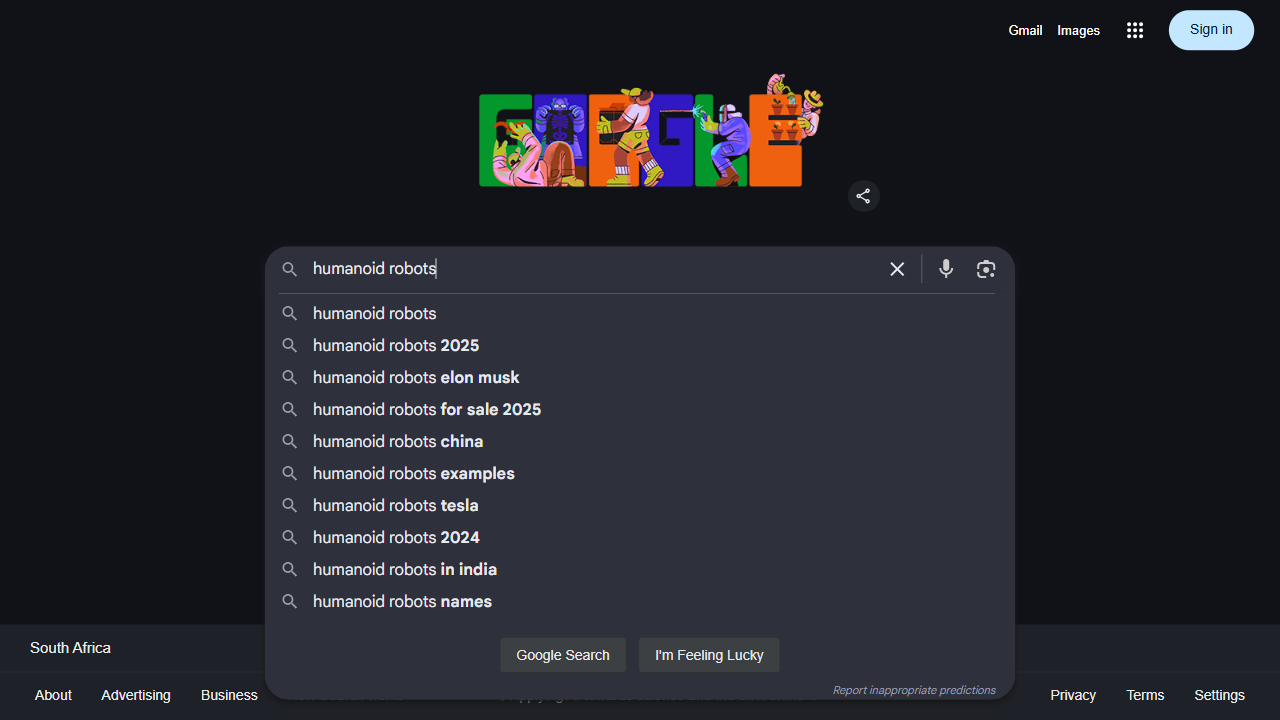 Gmail Images Sign in
humanoid robots
humanoid robots
humanoid robots 2025
humanoid robots elon musk
humanoid robots for sale 2025
humanoid robots china
humanoid robots examples
humanoid robots tesla
humanoid robots 2024
humanoid robots in india
humanoid robots names
Google Search I'm Feeling Lucky
South Africa
Report inappropriate predictions
About Advertising Business Privacy Terms Settings